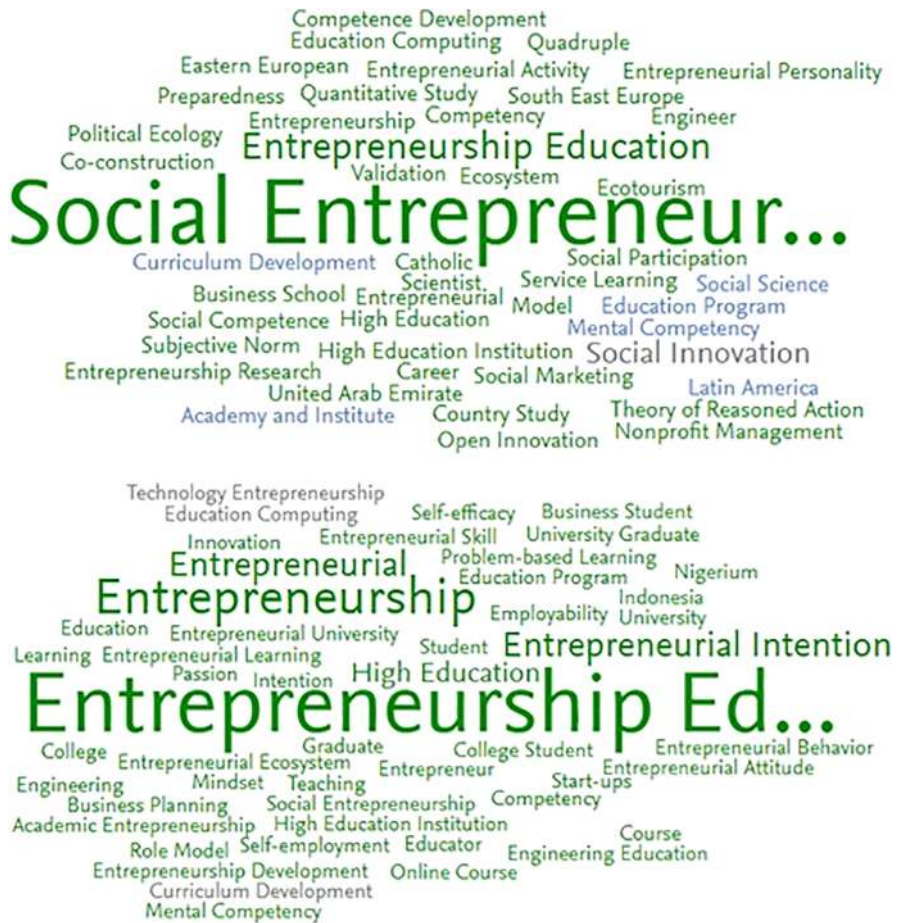 Competence Development
Education Computing Quadruple
Eastern European Entrepreneurial Activity Entrepreneurial Personality
Preparedness Quantitative Study South East Europe
Entrepreneurship Competency Engineer
Political Ecology Entrepreneurship Education
Co-construction Validation Ecosystem Ecotourism
Social Entrepreneur...
Curriculum Development Catholic Social Participation
Scientist Service Learning Social Science
Business School Entrepreneurial Model Education Program
Social Competence High Education Mental Competency
Subjective Norm High Education Institution Social Innovation
Entrepreneurship Research Career Social Marketing
United Arab Emirate Latin America
Academy and Institute Country Study Theory of Reasoned Action
Open Innovation Nonprofit Management
Technology Entrepreneurship
Education Computing Self-efficacy Business Student
Innovation Entrepreneurial Skill University Graduate
Entrepreneurial Problem-based Learning
Education Program Nigerium
Entrepreneurship Indonesia
Employability University
Education Entrepreneurial University
Student Entrepreneurial Intention
Learning Entrepreneurial Learning
Passion Intention High Education
Entrepreneurship Ed...
College Graduate College Student Entrepreneurial Behavior
Entrepreneurial Ecosystem Entrepreneur Entrepreneurial Attitude
Engineering Mindset Teaching Start-ups
Business Planning Social Entrepreneurship Competency
Academic Entrepreneurship High Education Institution
Course
Role Model Self-employment Educator Engineering Education
Entrepreneurship Development Online Course
Curriculum Development
Mental Competency